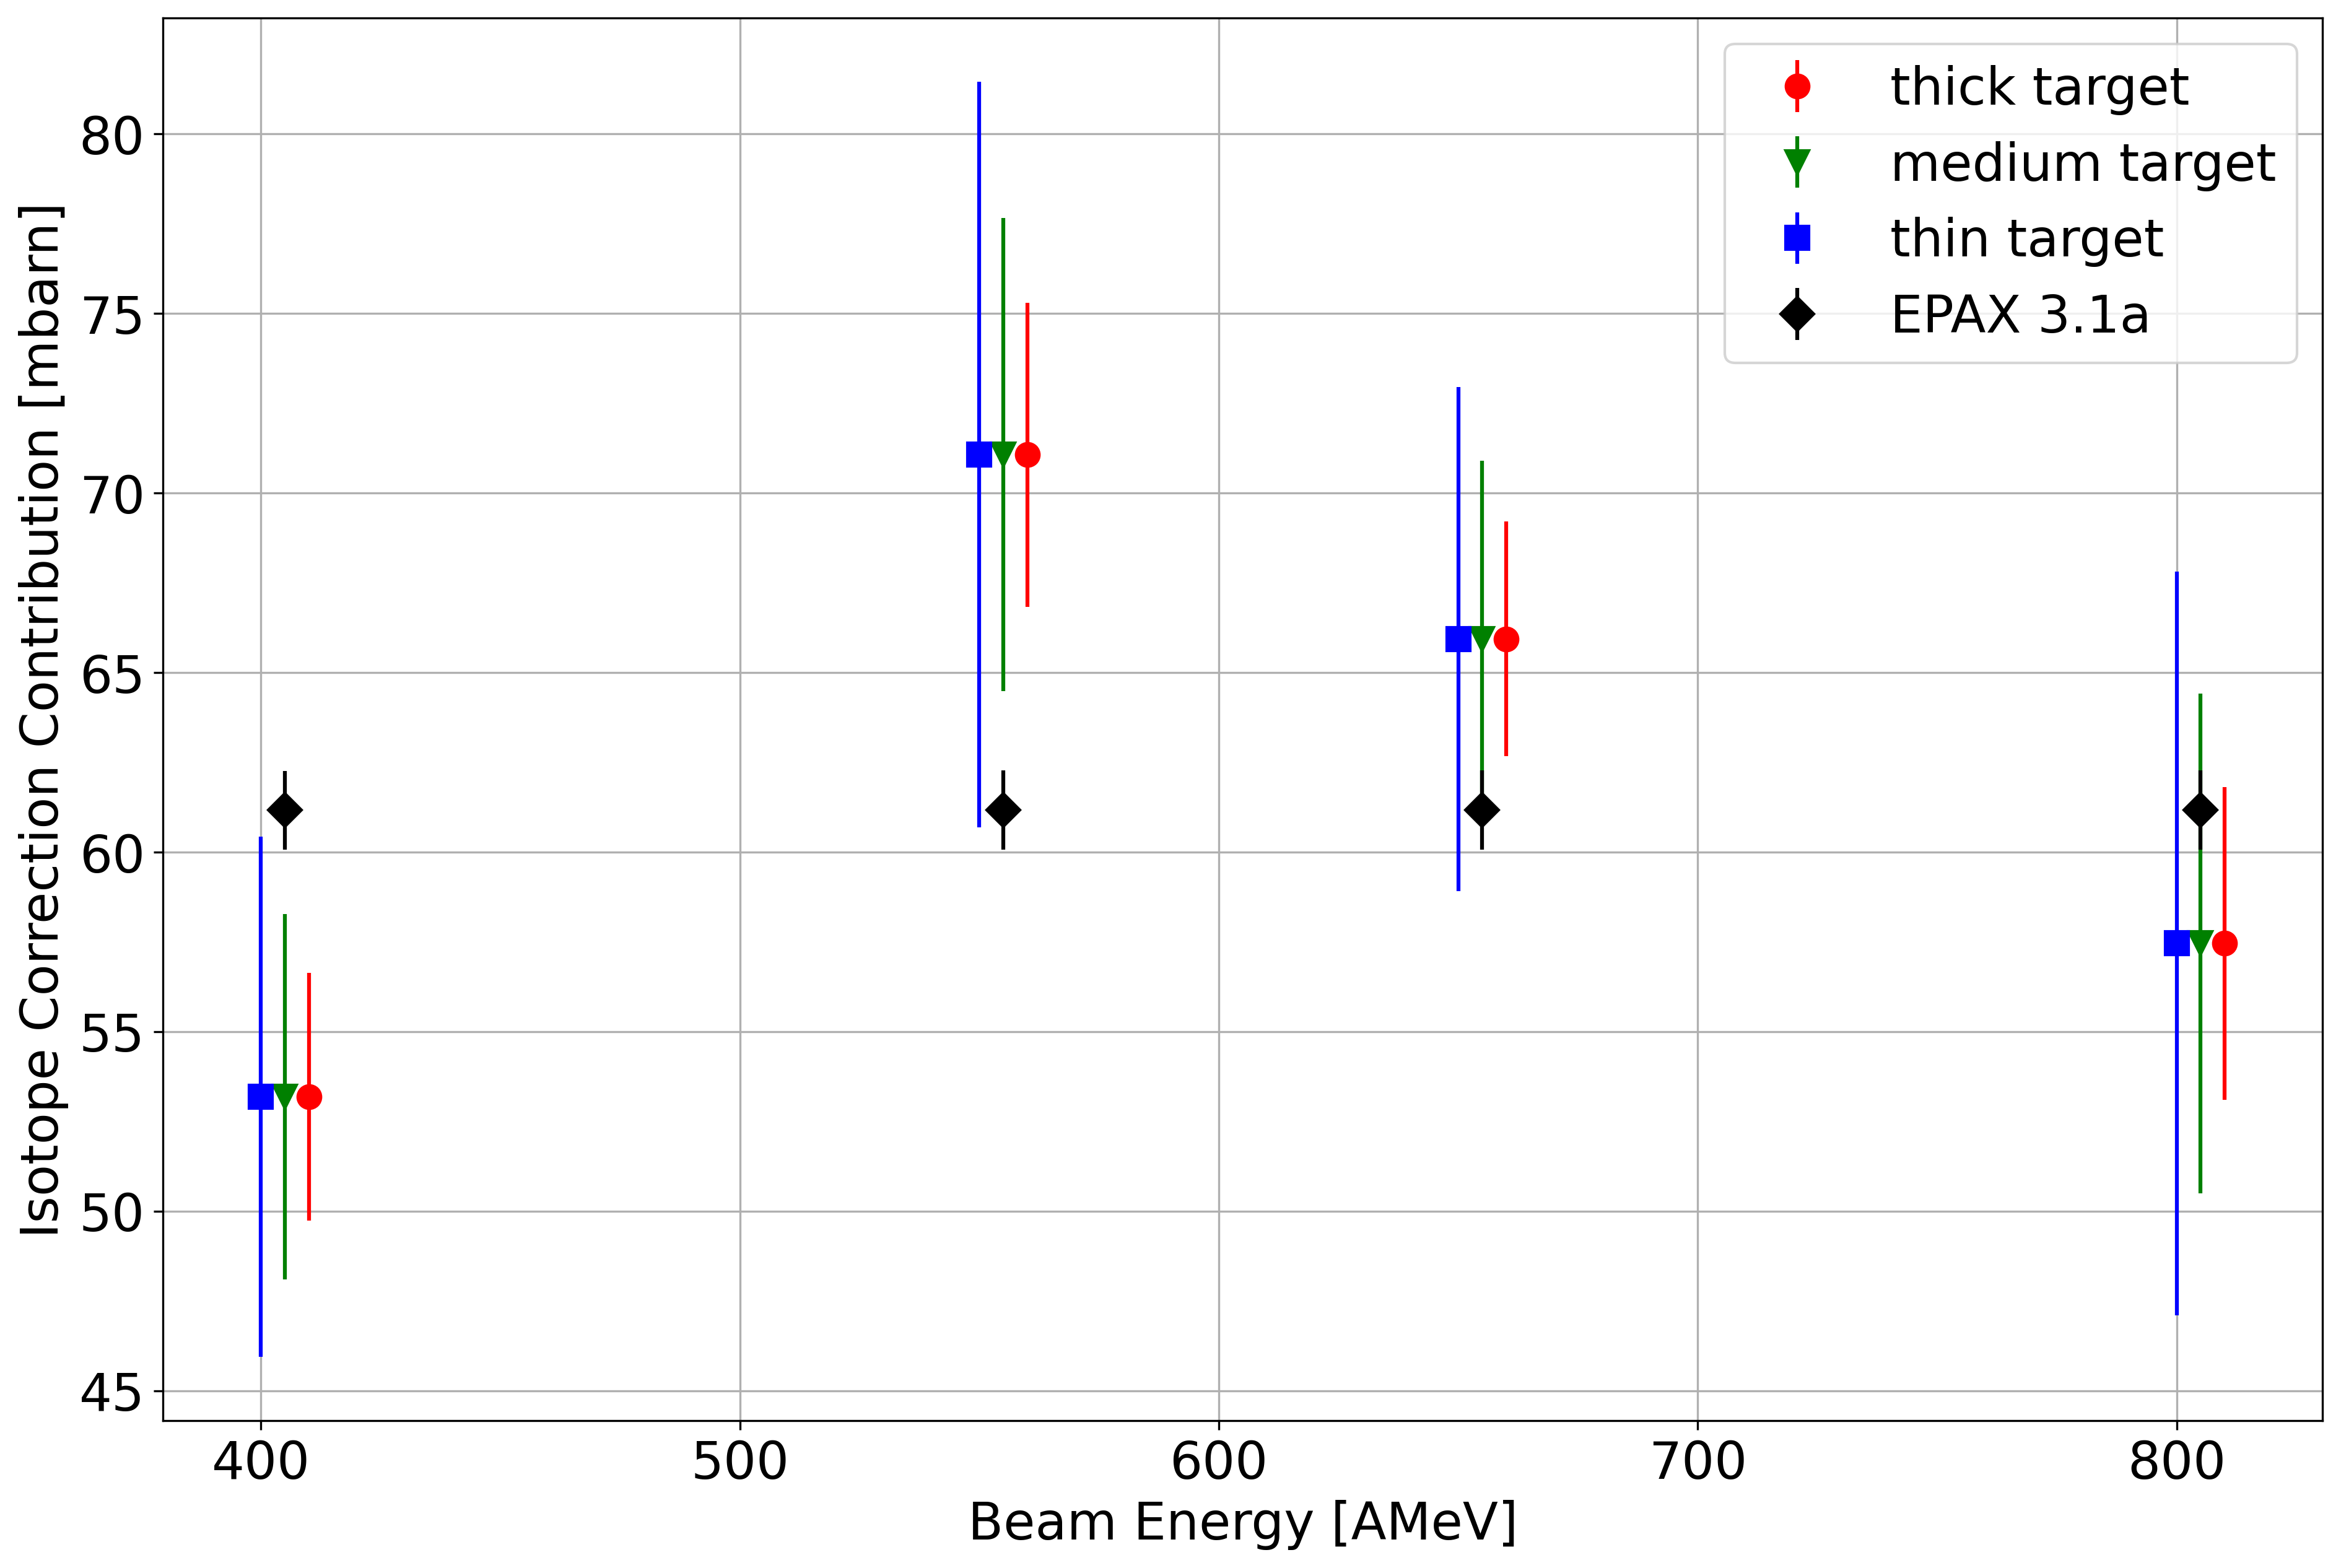 thick target
medium target
thin target
EPAX 3.1a
Isotope Correction Contribution [mbarn]
80
75
70
65
60
55
50
45
400 500 600 700 800
Beam Energy [AMeV]